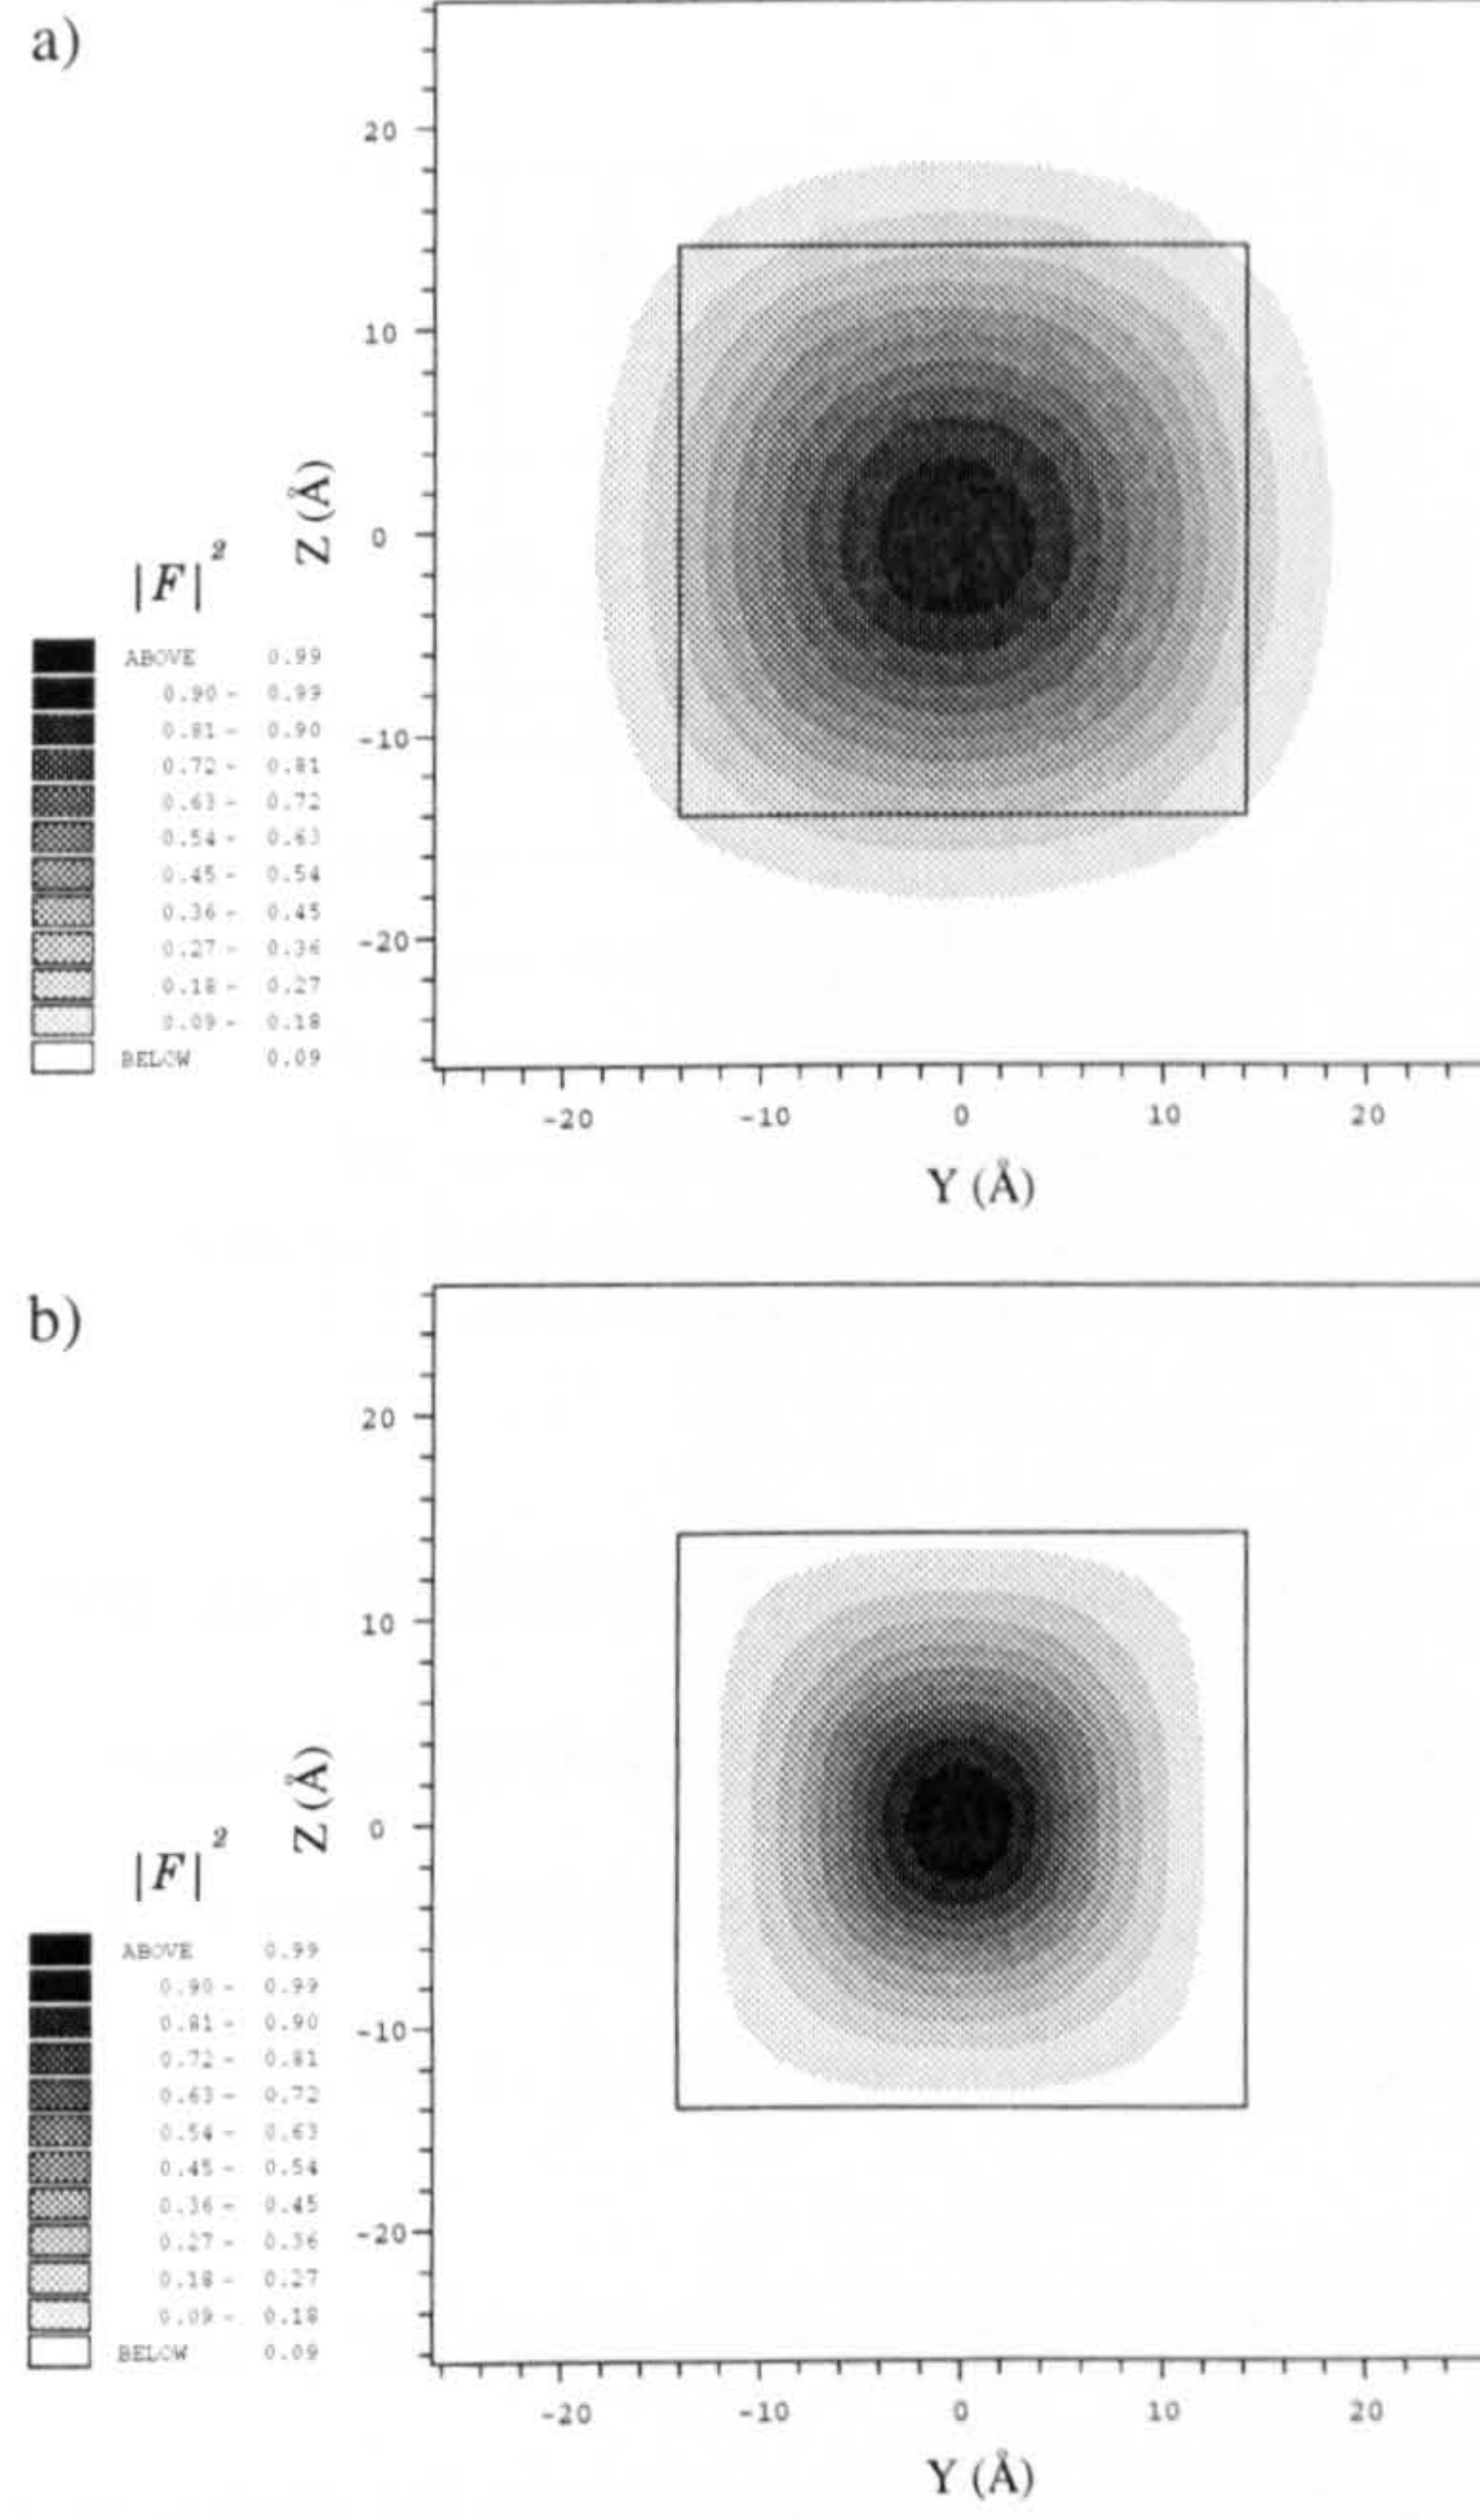 a)
20
10
0
-10
-20
Z (Å)
|F|²
ABOVE 0.99
0.90 - 0.99
0.81 - 0.90
0.72 - 0.81
0.63 - 0.72
0.54 - 0.63
0.45 - 0.54
0.36 - 0.45
0.27 - 0.36
0.18 - 0.27
0.09 - 0.18
BELOW 0.09
-20 -10 0 10 20
Y (Å)
b)
20
10
0
-10
-20
Z (Å)
|F|²
ABOVE 0.99
0.90 - 0.99
0.81 - 0.90
0.72 - 0.81
0.63 - 0.72
0.54 - 0.63
0.45 - 0.54
0.36 - 0.45
0.27 - 0.36
0.18 - 0.27
0.09 - 0.18
BELOW 0.09
-20 -10 0 10 20
Y (Å)